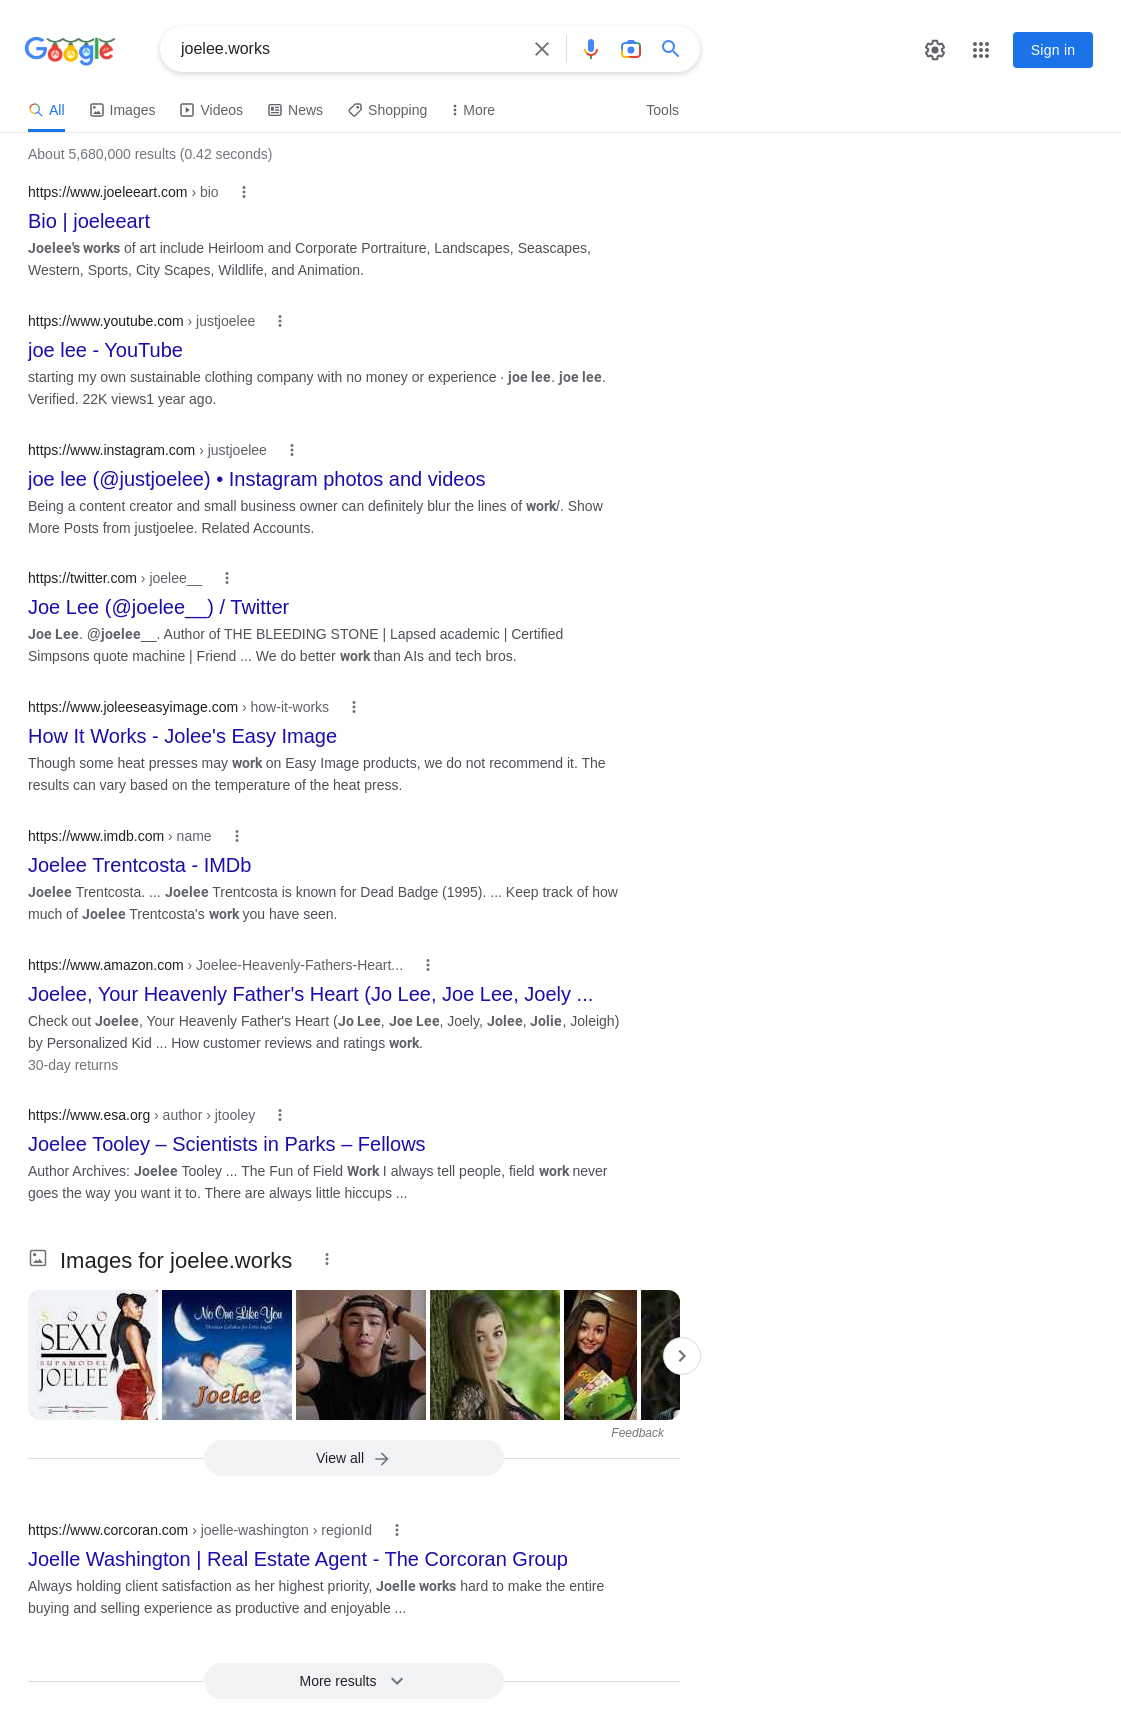 Google
joelee.works
Sign in
All Images Videos News Shopping More Tools
About 5,680,000 results (0.42 seconds)
https://www.joeleeart.com › bio
Bio | joeleeart
Joelee's works of art include Heirloom and Corporate Portraiture, Landscapes, Seascapes,
Western, Sports, City Scapes, Wildlife, and Animation.
https://www.youtube.com › justjoelee
joe lee - YouTube
starting my own sustainable clothing company with no money or experience · joe lee. joe lee.
Verified. 22K views1 year ago.
https://www.instagram.com › justjoelee
joe lee (@justjoelee) • Instagram photos and videos
Being a content creator and small business owner can definitely blur the lines of work/. Show
More Posts from justjoelee. Related Accounts.
https://twitter.com › joelee__
Joe Lee (@joelee__) / Twitter
Joe Lee. @joelee__. Author of THE BLEEDING STONE | Lapsed academic | Certified
Simpsons quote machine | Friend ... We do better work than AIs and tech bros.
https://www.joleeseasyimage.com › how-it-works
How It Works - Jolee's Easy Image
Though some heat presses may work on Easy Image products, we do not recommend it. The
results can vary based on the temperature of the heat press.
https://www.imdb.com › name
Joelee Trentcosta - IMDb
Joelee Trentcosta. ... Joelee Trentcosta is known for Dead Badge (1995). ... Keep track of how
much of Joelee Trentcosta's work you have seen.
https://www.amazon.com › Joelee-Heavenly-Fathers-Heart...
Joelee, Your Heavenly Father's Heart (Jo Lee, Joe Lee, Joely ...
Check out Joelee, Your Heavenly Father's Heart (Jo Lee, Joe Lee, Joely, Jolee, Jolie, Joleigh)
by Personalized Kid ... How customer reviews and ratings work.
30-day returns
https://www.esa.org › author › jtooley
Joelee Tooley – Scientists in Parks – Fellows
Author Archives: Joelee Tooley ... The Fun of Field Work I always tell people, field work never
goes the way you want it to. There are always little hiccups ...
Images for joelee.works
SOO
SEXY
SUPAMODEL
JOELEE
No One Like You
Joelee
Feedback
View all
https://www.corcoran.com › joelle-washington › regionId
Joelle Washington | Real Estate Agent - The Corcoran Group
Always holding client satisfaction as her highest priority, Joelle works hard to make the entire
buying and selling experience as productive and enjoyable ...
More results